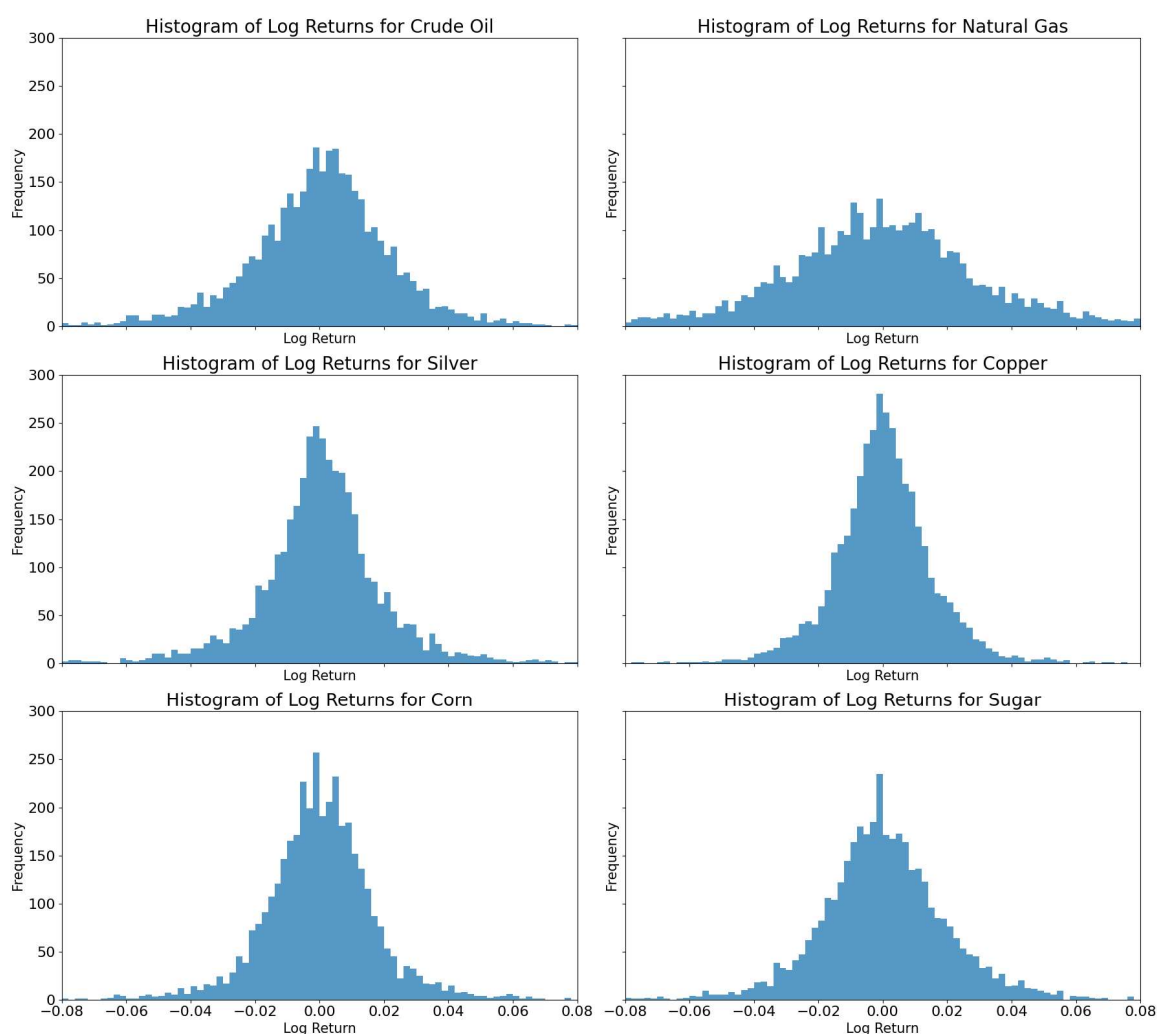 Histogram of Log Returns for Crude Oil
300
250
200
150
100
50
0
Frequency
Log Return
Histogram of Log Returns for Natural Gas
Frequency
Log Return
Histogram of Log Returns for Silver
300
250
200
150
100
50
0
Frequency
Log Return
Histogram of Log Returns for Copper
Frequency
Log Return
Histogram of Log Returns for Corn
300
250
200
150
100
50
0
Frequency
−0.08 −0.06 −0.04 −0.02 0.00 0.02 0.04 0.06 0.08
Log Return
Histogram of Log Returns for Sugar
Frequency
−0.08 −0.06 −0.04 −0.02 0.00 0.02 0.04 0.06 0.08
Log Return